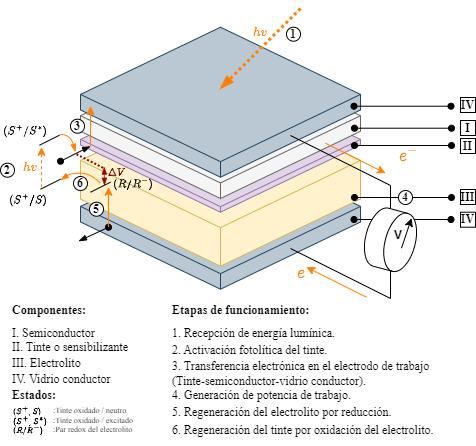 hν
1
IV
(S⁺/S*)
3
I
II
ΔV
e⁻
2
hν
6
(R/R⁻)
(S⁺/S)
5
4
III
IV
V
e
Componentes:
I. Semiconductor
II. Tinte o sensibilizante
III. Electrolito
IV. Vidrio conductor
Estados:
(S⁺, S) :Tinte oxidado / neutro
(S⁺, S*) :Tinte oxidado / excitado
(R/R⁻) :Par redox del electrolito
Etapas de funcionamiento:
1. Recepción de energía lumínica.
2. Activación fotolítica del tinte.
3. Transferencia electrónica en el electrodo de trabajo
(Tinte-semiconductor-vidrio conductor).
4. Generación de potencia de trabajo.
5. Regeneración del electrolito por reducción.
6. Regeneración del tinte por oxidación del electrolito.